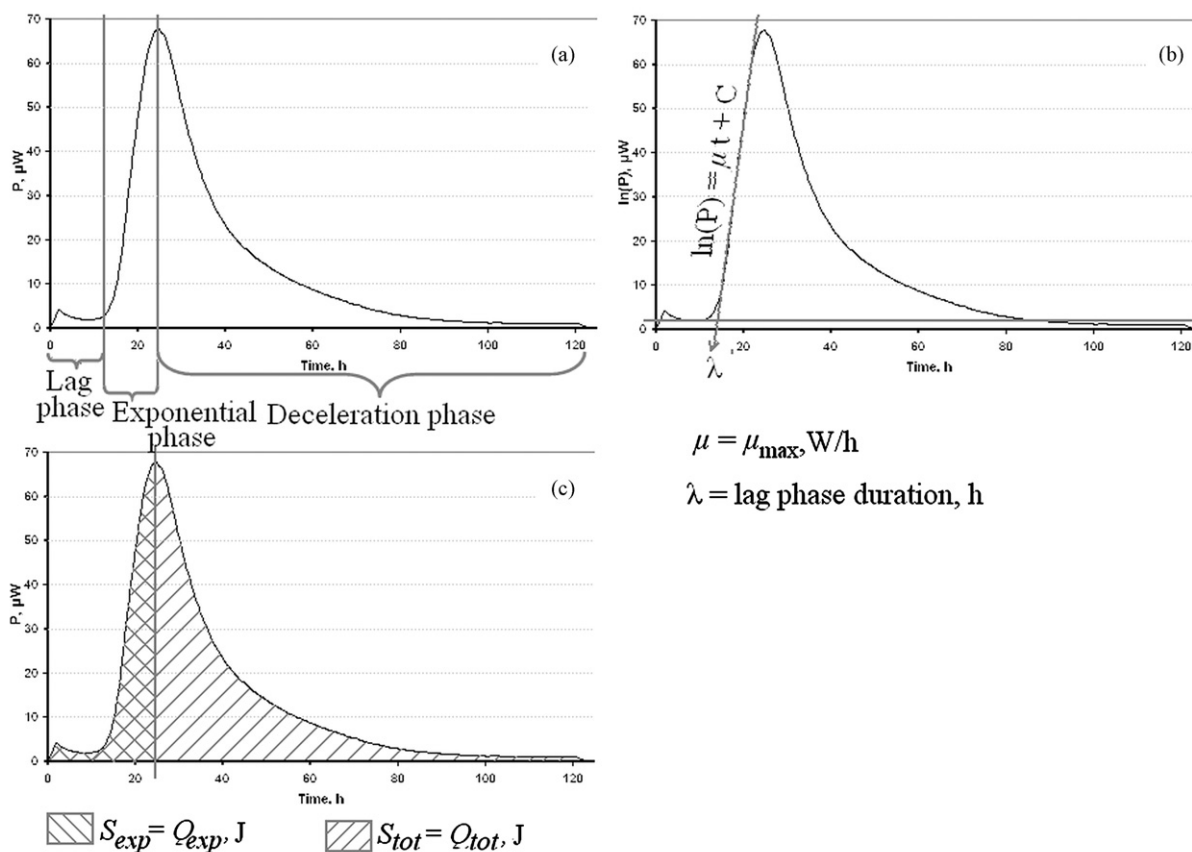 70
60
50
40
30
20
10
0
P, µW
(a)
0 20 40 60 80 100 120
Time, h
Lag
phase
Exponential
phase
Deceleration phase
70
60
50
40
30
20
10
0
ln(P), µW
(b)
ln(P) = µ t + C
0 20 40 60 80 100 120
λ
Time, h
µ = µmax, W/h
λ = lag phase duration, h
70
60
50
40
30
20
10
0
P, µW
(c)
0 20 40 60 80 100 120
Time, h
Sexp= Qexp, J
Stot= Qtot, J